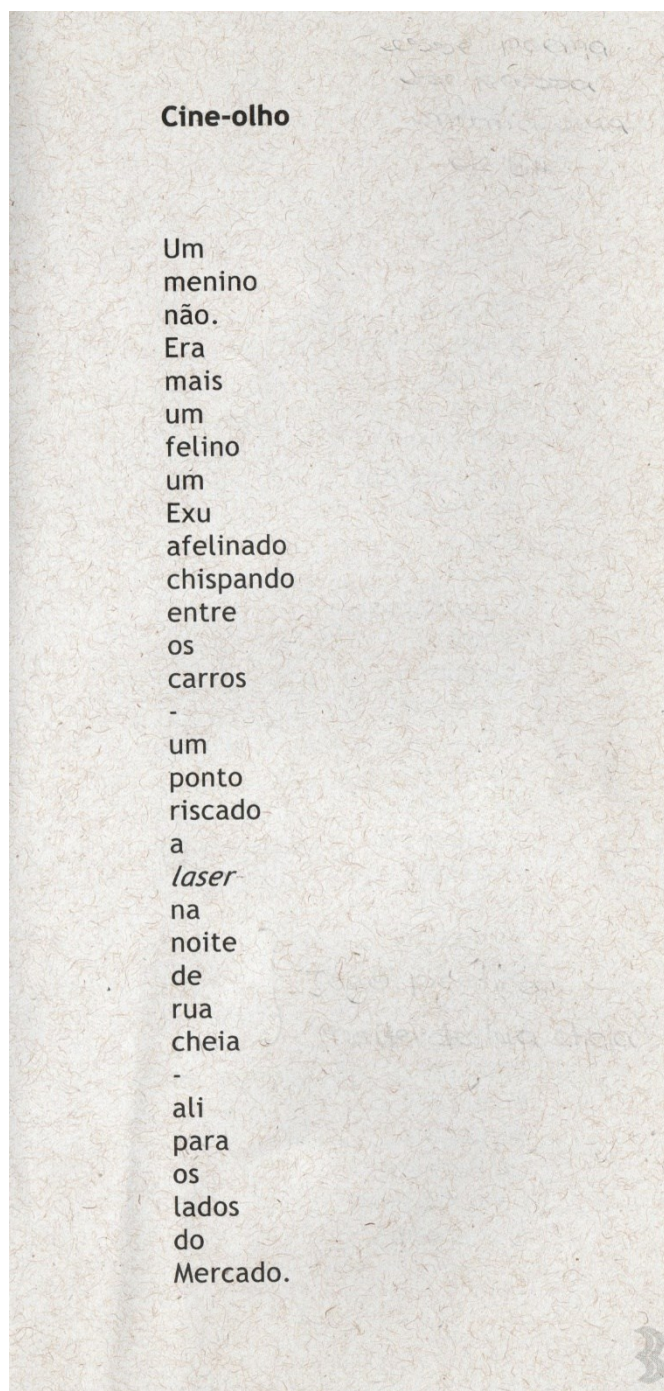 Cine-olho
Um
menino
não.
Era
mais
um
felino
um
Exu
afelinado
chispando
entre
os
carros
-
um
ponto
riscado
a
laser
na
noite
de
rua
cheia
-
ali
para
os
lados
do
Mercado.